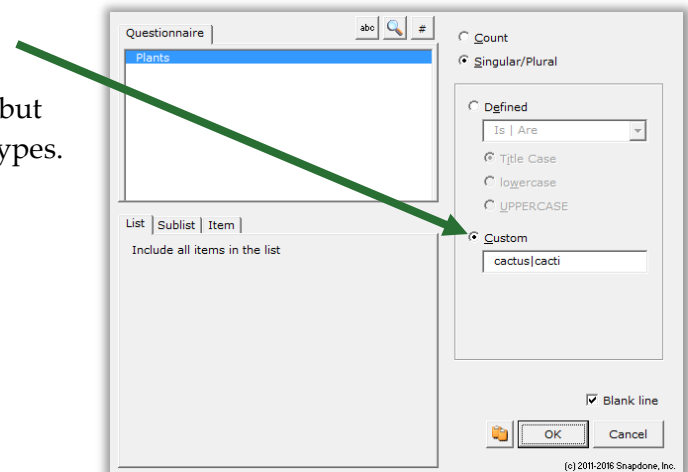 but
ypes.
Questionnaire
abc
#
Plants
List
Sublist
Item
Include all items in the list
Count
Singular/Plural
Defined
Is | Are
Title Case
lowercase
UPPERCASE
Custom
cactus|cacti
Blank line
OK
Cancel
(c) 2011-2016 Snapdone, Inc.